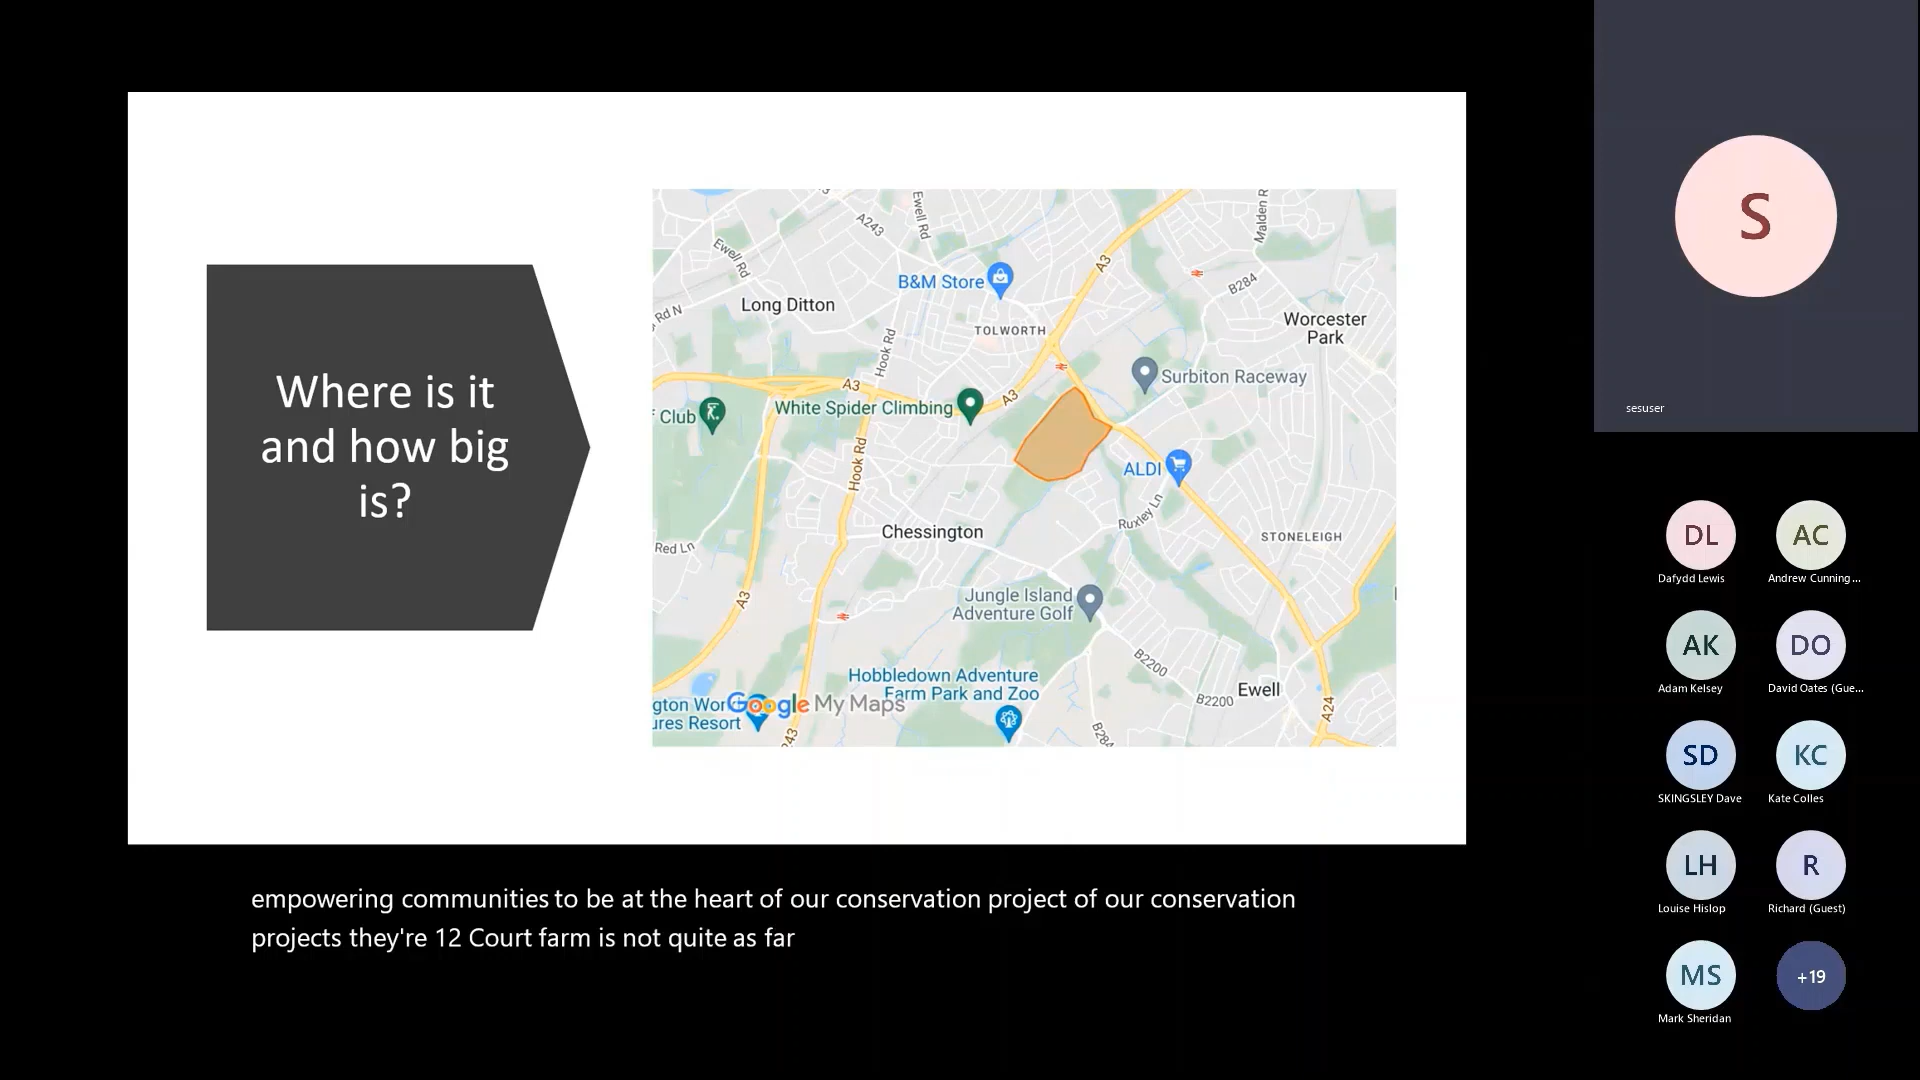 Where is it
and how big
is?
Ewell Rd
A243
Ewell Rd
Malden R
A3
B&M Store
B284
Long Ditton
Rd N
TOLWORTH
Worcester
Park
Hook Rd
A3
Surbiton Raceway
A3
White Spider Climbing
Club
Hook Rd
ALDI
Ruxley Ln
Chessington
STONELEIGH
Red Ln
A3
Jungle Island
Adventure Golf
B2200
Hobbledown Adventure
Farm Park and Zoo
Ewell
B2200
A24
gton Wor
ures Resort
Google My Maps
243
B284
empowering communities to be at the heart of our conservation project of our conservation
projects they're 12 Court farm is not quite as far
S
sesuser
DL
AC
Dafydd Lewis
Andrew Cunning...
AK
DO
Adam Kelsey
David Oates (Gue...
SD
KC
SKINGSLEY Dave
Kate Colles
LH
R
Louise Hislop
Richard (Guest)
MS
+19
Mark Sheridan